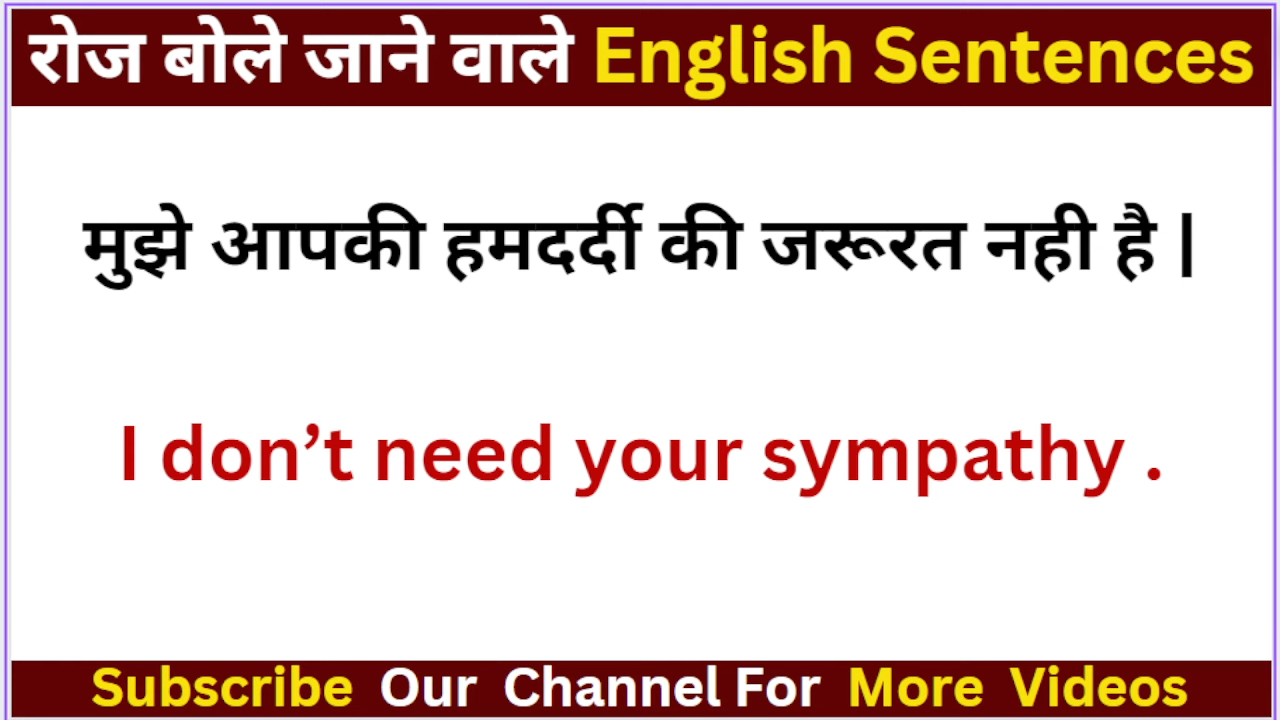 रोज बोले जाने वाले English Sentences
मुझे आपकी हमदर्दी की जरूरत नही है |
I don’t need your sympathy .
Subscribe Our Channel For More Videos